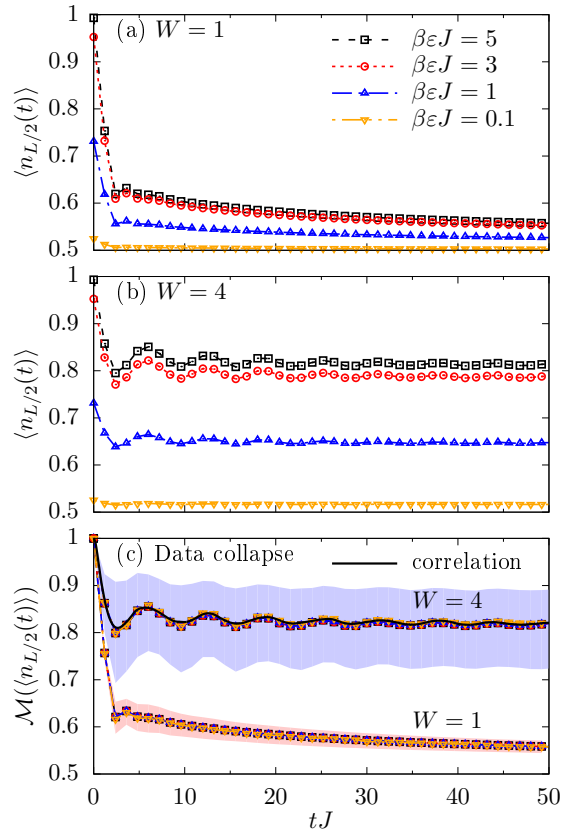 (a) W = 1
βεJ = 5
βεJ = 3
βεJ = 1
βεJ = 0.1
⟨n_{L/2}(t)⟩
1
0.9
0.8
0.7
0.6
0.5
(b) W = 4
⟨n_{L/2}(t)⟩
1
0.9
0.8
0.7
0.6
0.5
(c) Data collapse
correlation
W = 4
W = 1
M(⟨n_{L/2}(t)⟩)
1
0.9
0.8
0.7
0.6
0.5
0 10 20 30 40 50
tJ